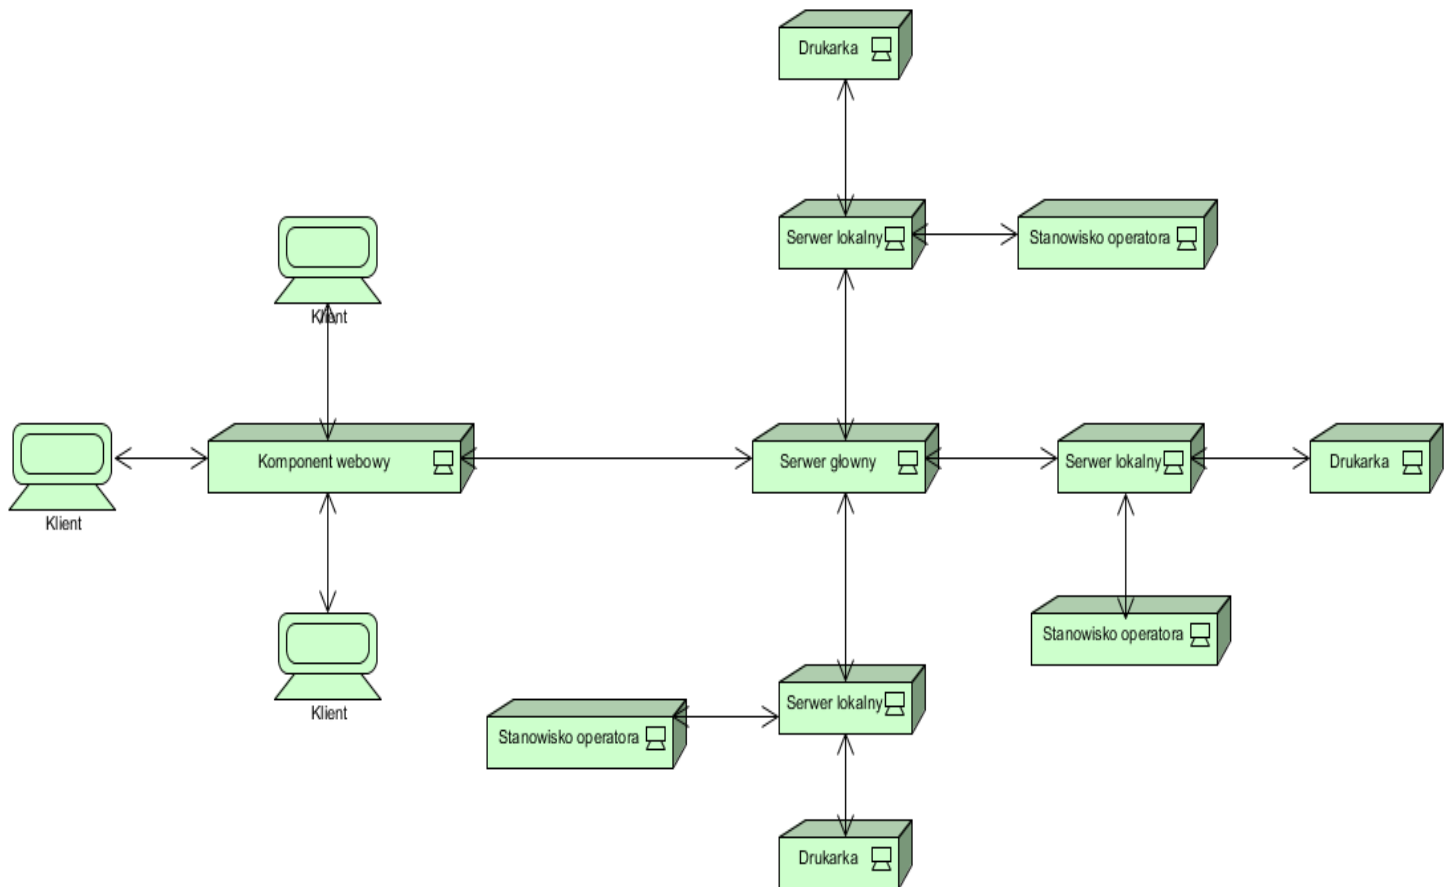 Drukarka
Serwer lokalny
Stanowisko operatora
Klient
Klient
Komponent webowy
Serwer głowny
Serwer lokalny
Drukarka
Stanowisko operatora
Klient
Serwer lokalny
Stanowisko operatora
Drukarka